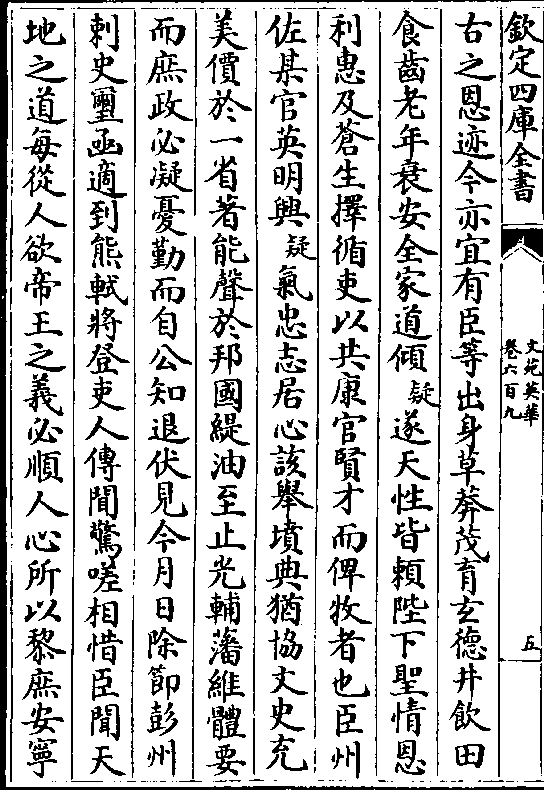 欽定四庫全書
文苑英華
卷六百九
五
古之恩迹今亦宜有臣等出身草莽茂育玄德井飲田
食齒老年衰安全家道傾疑遂天性皆頼陛下聖情恩
利惠及蒼生擇循吏以共康官賢才而俾牧者也臣州
佐某官英明興疑氣忠志居心該舉墳典猶協文史充
美價於一省著能聲於邦國緹油至止光輔藩維體要
而庶政必凝憂勤而自公知退伏見今月日除節彭州
刺史璽函適到熊軾將登吏人傳聞驚嗟相惜臣聞天
地之道每從人欲帝王之義必順人心所以黎庶安寧